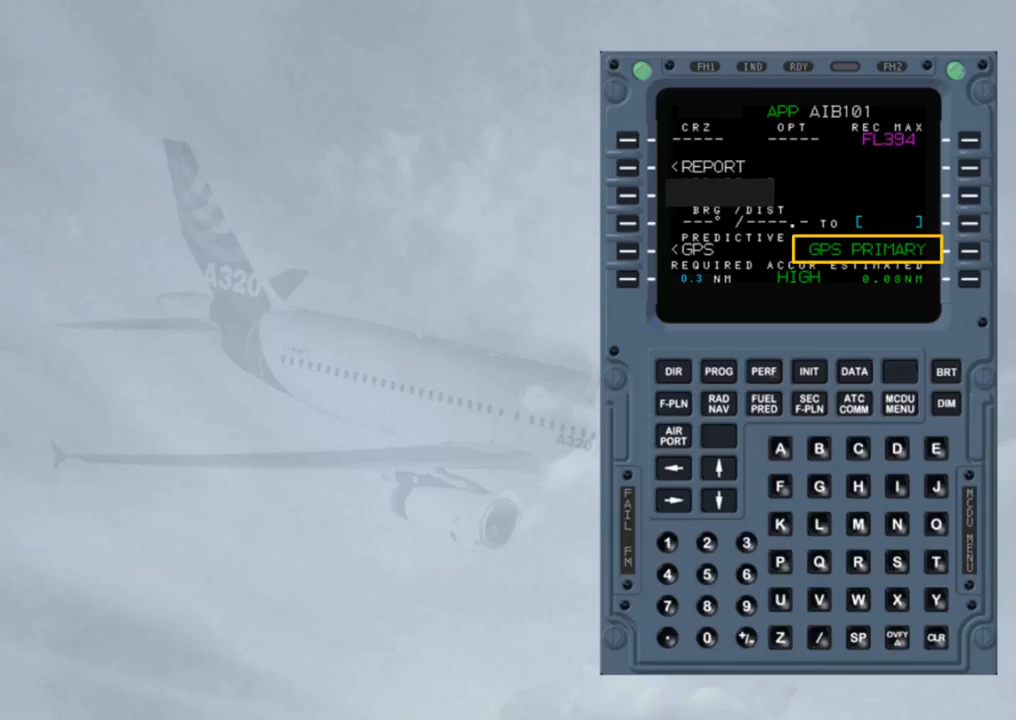 FM1 IND RDY FM2
APP AIB101
CRZ OPT REC MAX
----- ----- FL394
<REPORT
BRG /DIST
---° /----.- TO [ ]
PREDICTIVE
<GPS GPS PRIMARY
REQUIRED ACCUR ESTIMATED
0.3 NM HIGH 0.08NM
DIR PROG PERF INIT DATA BRT
F-PLN RAD NAV FUEL PRED SEC F-PLN ATC COMM MCDU MENU DIM
AIR PORT
← ↑
→ ↓
A B C D E
F G H I J
K L M N O
1 2 3
P Q R S T
4 5 6
U V W X Y
7 8 9
. 0 +/- Z / SP OVFY Δ CLR
FAIL FM
MCDU MENU
A320
A320